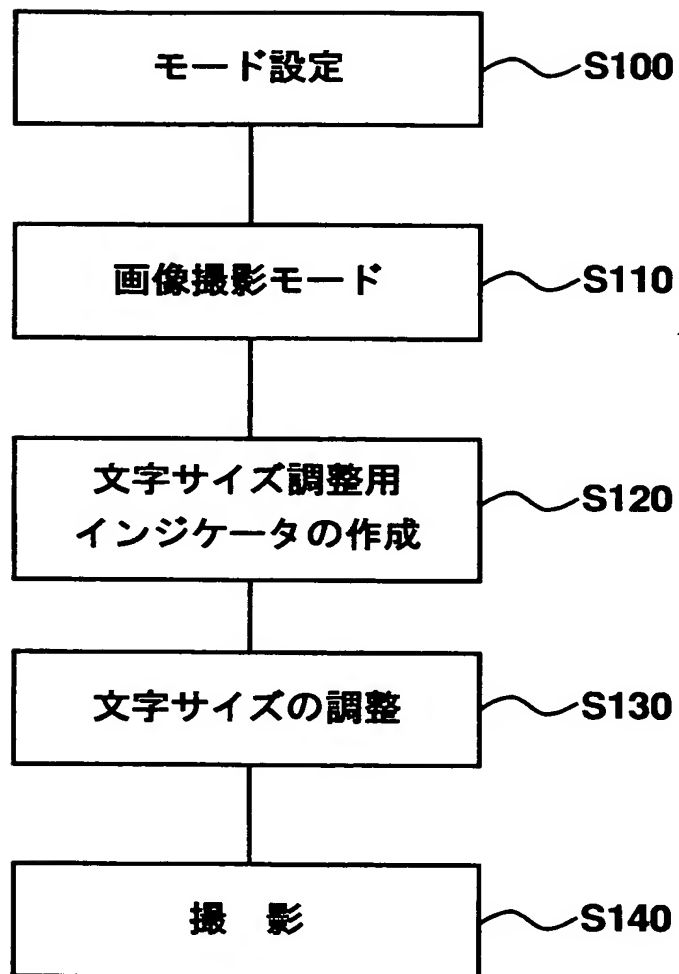 モード設定
S100
画像撮影モード
S110
文字サイズ調整用
インジケータの作成
S120
文字サイズの調整
S130
撮 影
S140